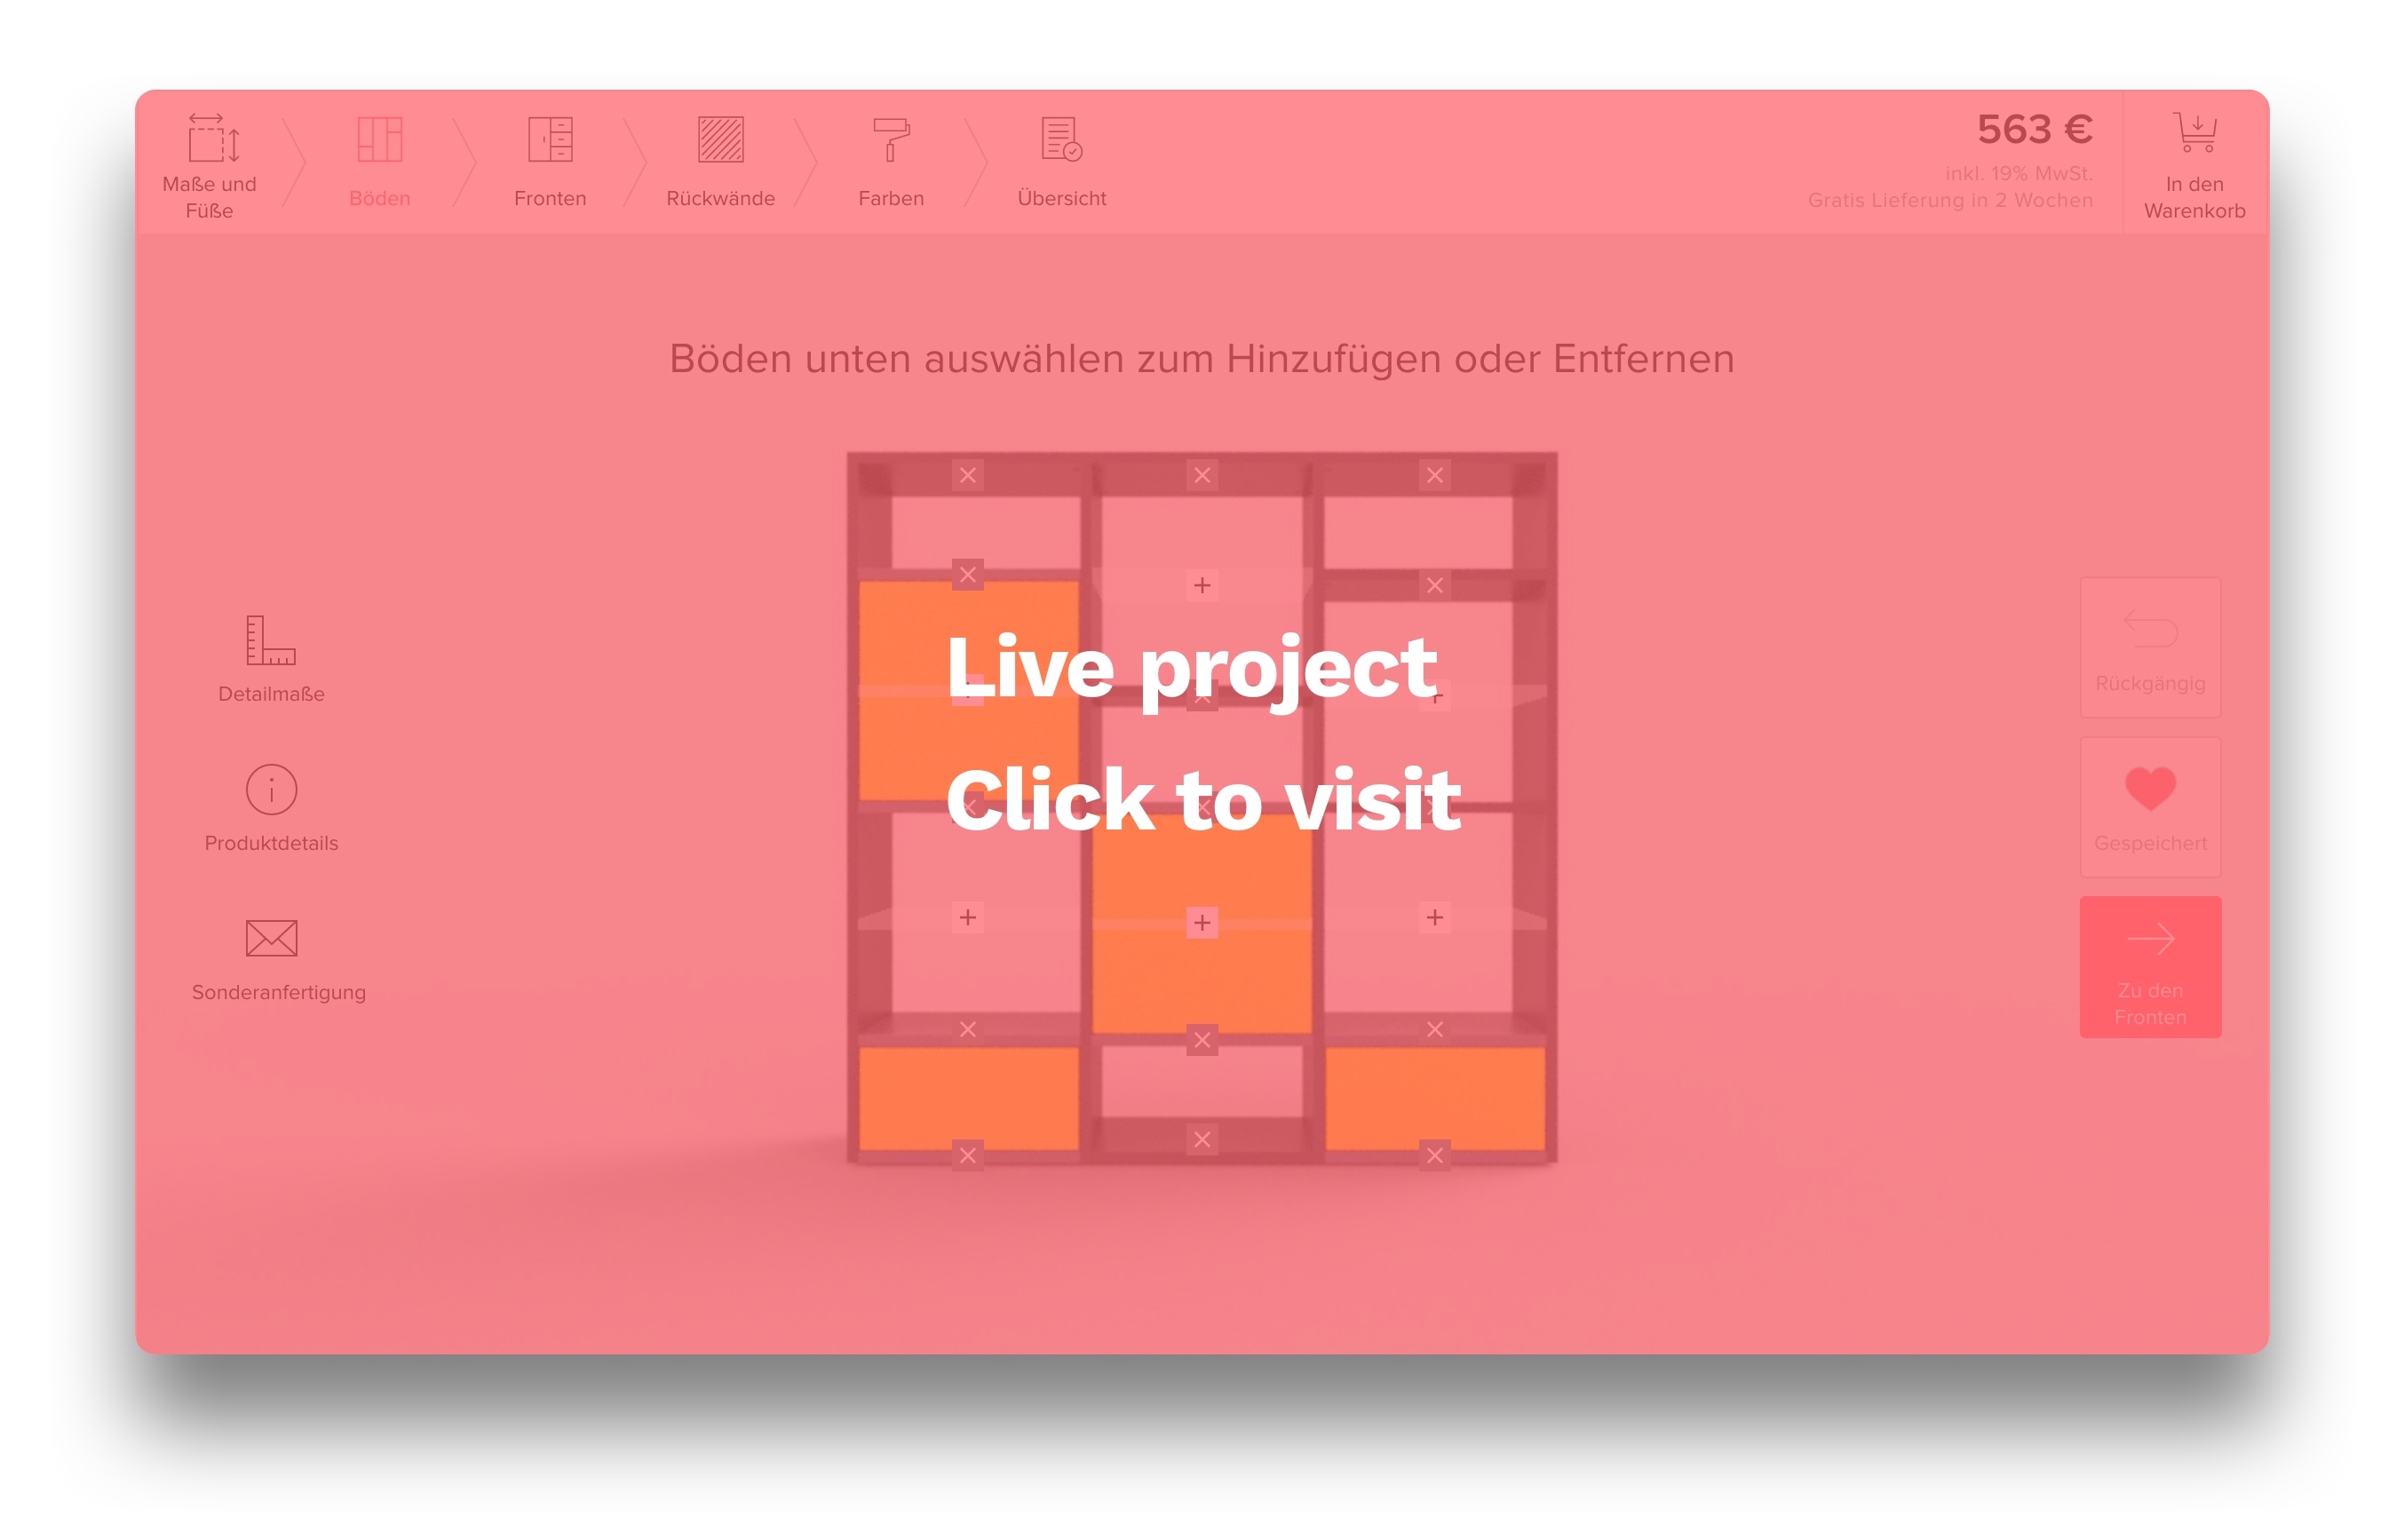 Maße und
Füße
Böden
Fronten
Rückwände
Farben
Übersicht
563 €
inkl. 19% MwSt.
Gratis Lieferung in 2 Wochen
In den
Warenkorb
Böden unten auswählen zum Hinzufügen oder Entfernen
Live project
Click to visit
Detailmaße
Produktdetails
Sonderanfertigung
Rückgängig
Gespeichert
Zu den
Fronten